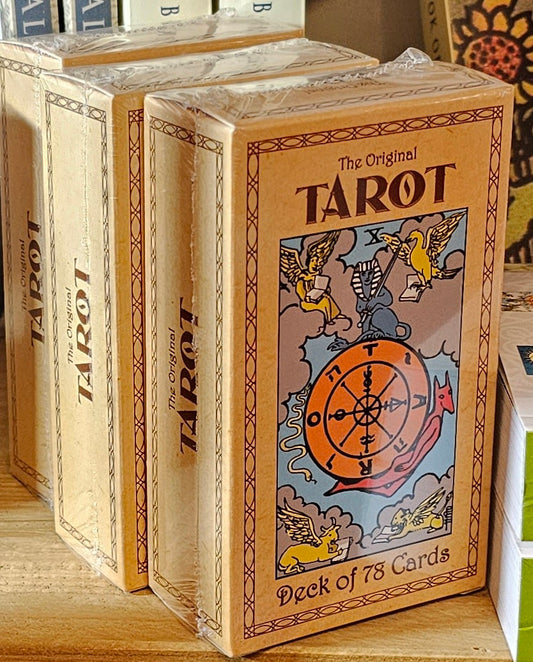 The Original
TAROT
X
T
A
R
O
Deck of 78 Cards
The Original
TAROT
The Original
TAROT
The Original
TAROT